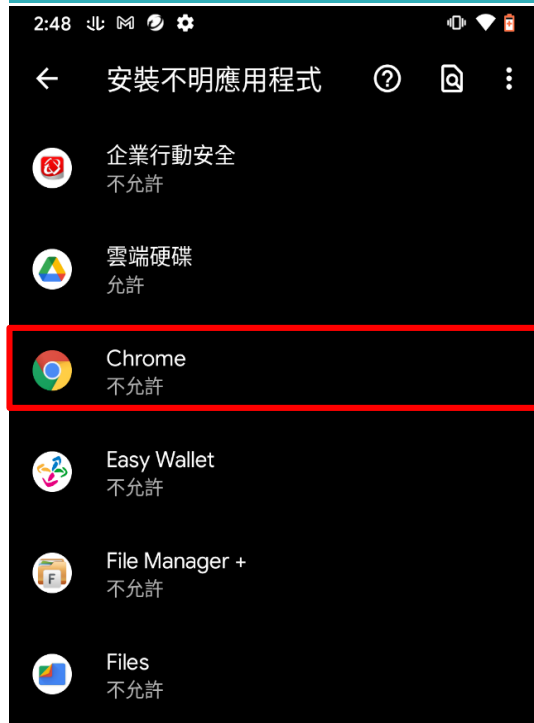 2:48
安裝不明應用程式
企業行動安全
不允許
雲端硬碟
允許
Chrome
不允許
Easy Wallet
不允許
File Manager +
不允許
Files
不允許